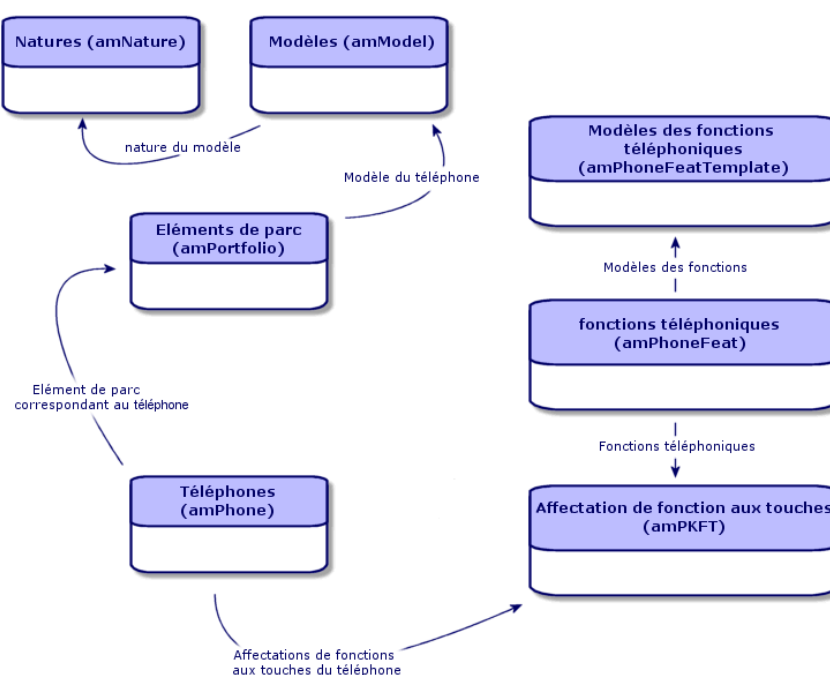 Natures (amNature)
Modèles (amModel)
nature du modèle
Modèle du téléphone
Modèles des fonctions
téléphoniques
(amPhoneFeatTemplate)
Eléments de parc
(amPortfolio)
Modèles des fonctions
fonctions téléphoniques
(amPhoneFeat)
Elément de parc
correspondant au téléphone
Fonctions téléphoniques
Téléphones
(amPhone)
Affectation de fonction aux touches
(amPKFT)
Affectations de fonctions
aux touches du téléphone